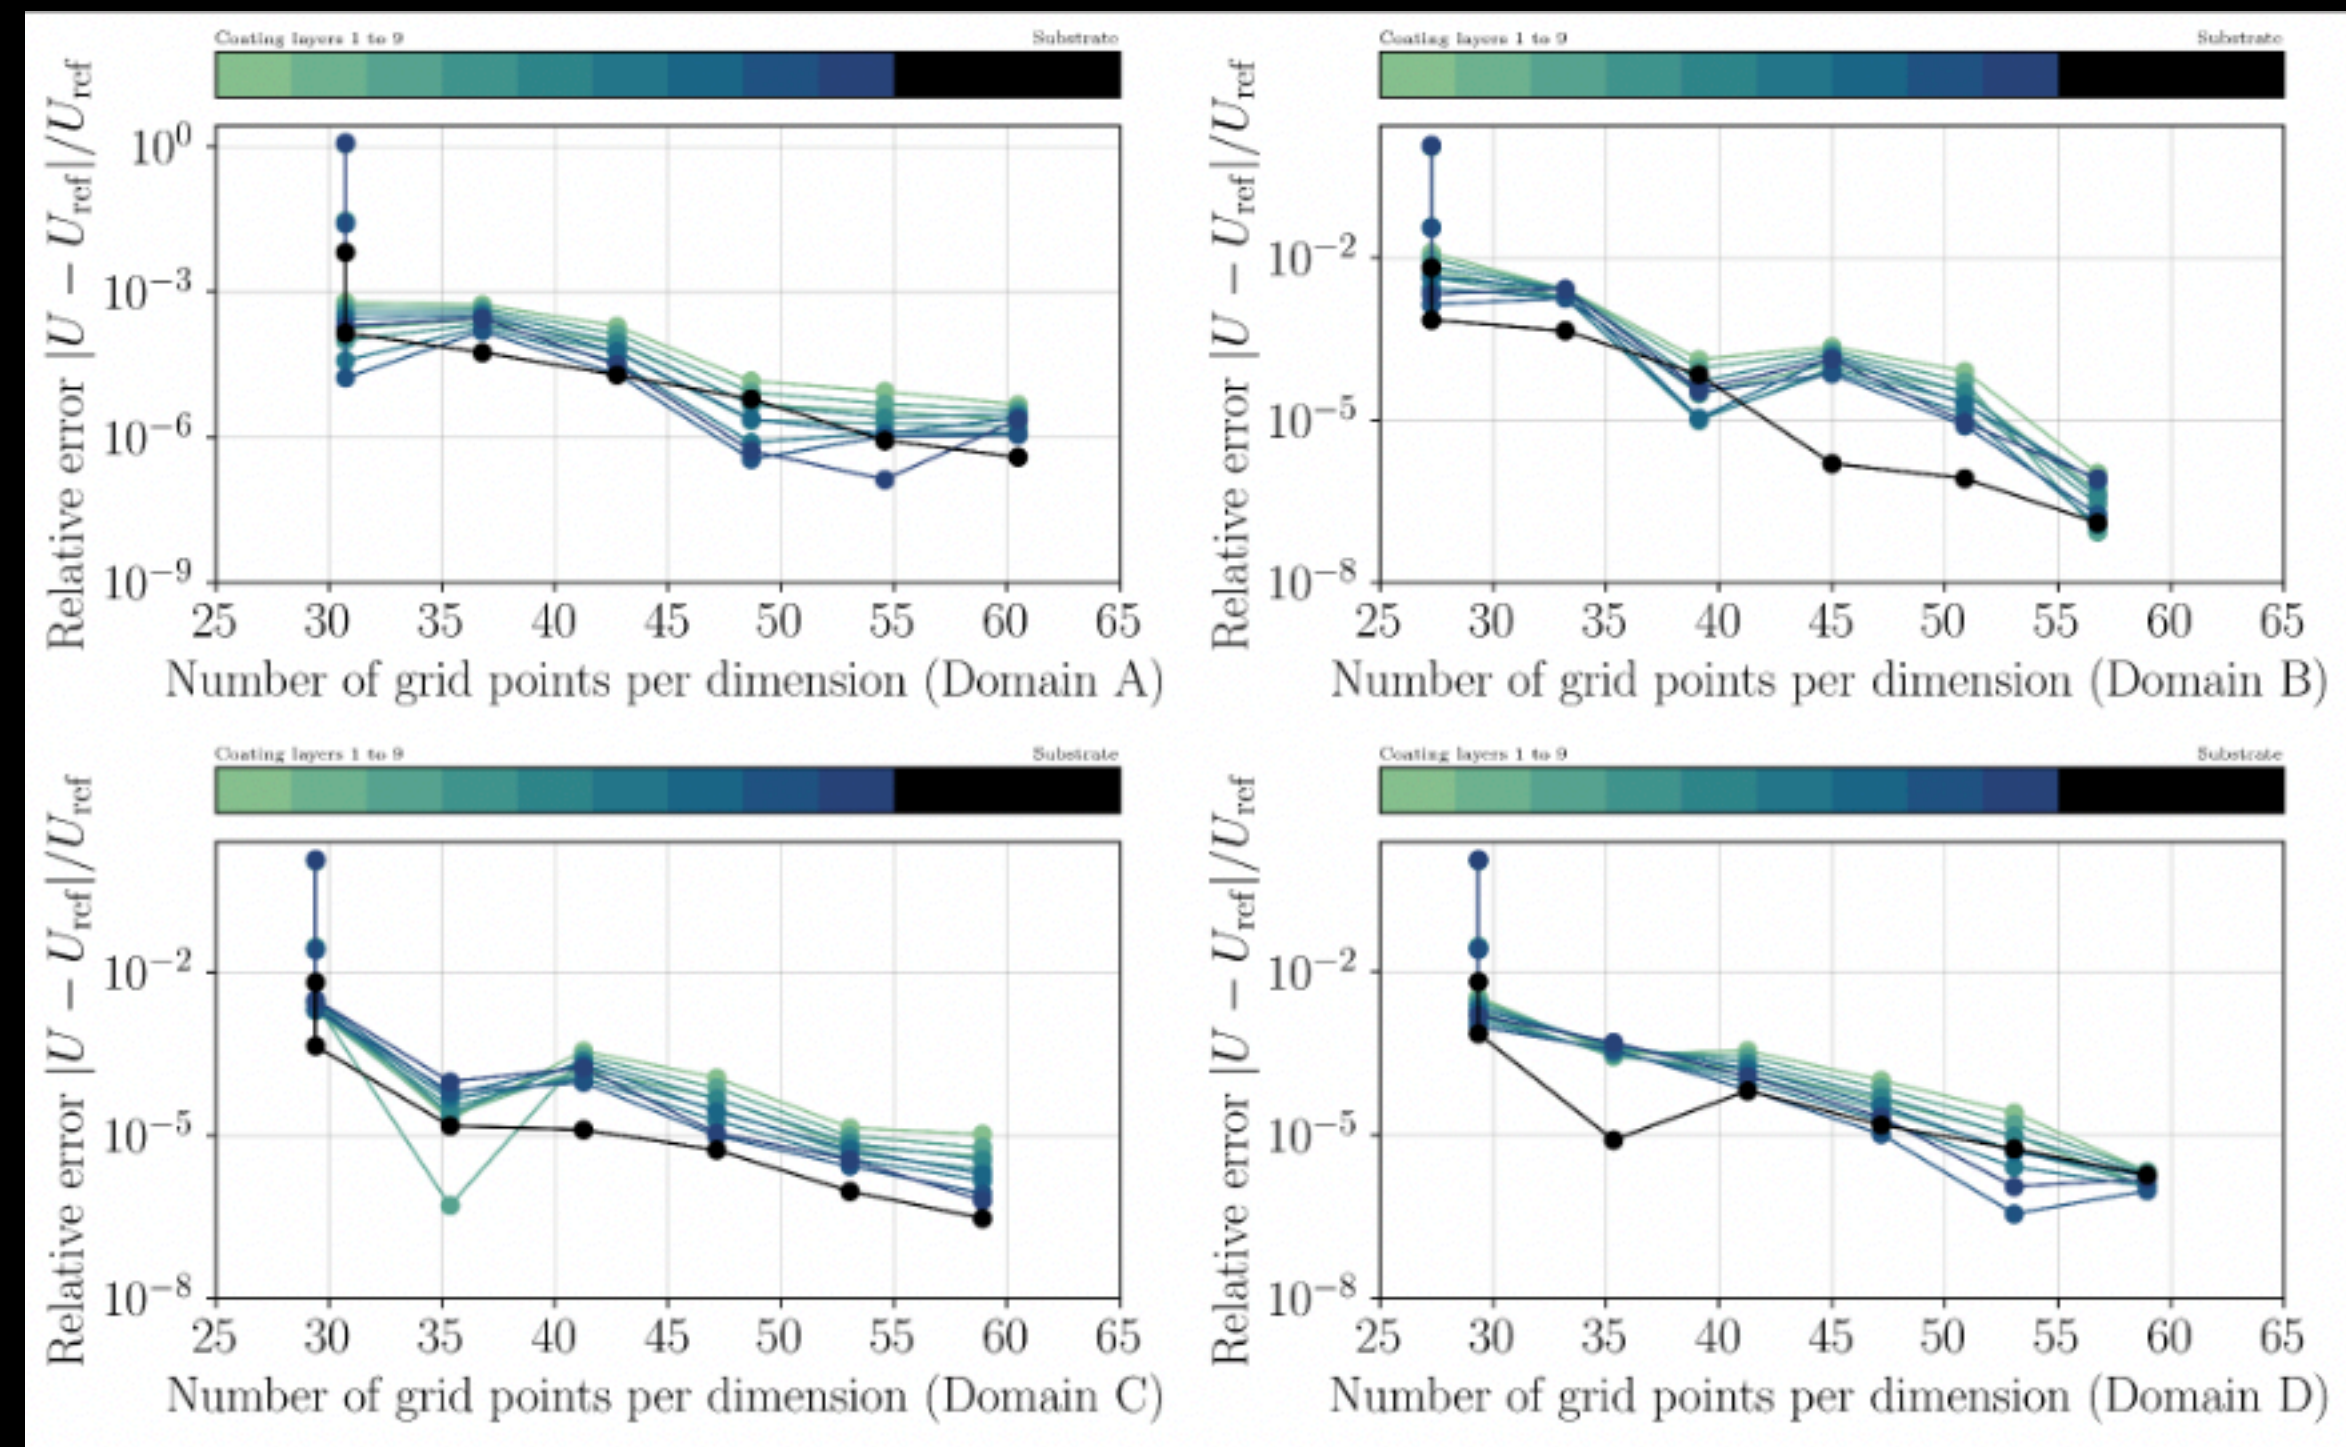 Coating layers 1 to 9 Substrate
Relative error |U − U_ref|/U_ref
10^0
10^−3
10^−6
10^−9
25 30 35 40 45 50 55 60 65
Number of grid points per dimension (Domain A)
Coating layers 1 to 9 Substrate
Relative error |U − U_ref|/U_ref
10^−2
10^−5
10^−8
25 30 35 40 45 50 55 60 65
Number of grid points per dimension (Domain B)
Coating layers 1 to 9 Substrate
Relative error |U − U_ref|/U_ref
10^−2
10^−5
10^−8
25 30 35 40 45 50 55 60 65
Number of grid points per dimension (Domain C)
Coating layers 1 to 9 Substrate
Relative error |U − U_ref|/U_ref
10^−2
10^−5
10^−8
25 30 35 40 45 50 55 60 65
Number of grid points per dimension (Domain D)